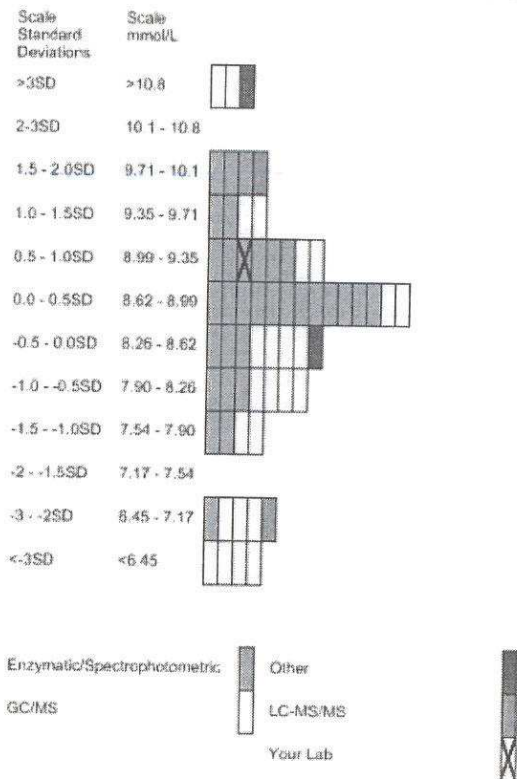 Scale Standard Deviations
Scale mmol/L
>3SD >10.8
2-3SD 10.1 - 10.8
1.5 - 2.0SD 9.71 - 10.1
1.0 - 1.5SD 9.35 - 9.71
0.5 - 1.0SD 8.99 - 9.35
0.0 - 0.5SD 8.62 - 8.99
-0.5 - 0.0SD 8.26 - 8.62
-1.0 - -0.5SD 7.90 - 8.26
-1.5 - -1.0SD 7.54 - 7.90
-2 - -1.5SD 7.17 - 7.54
-3 - -2SD 6.45 - 7.17
<-3SD <6.45
Enzymatic/Spectrophotometric Other
GC/MS LC-MS/MS
Your Lab